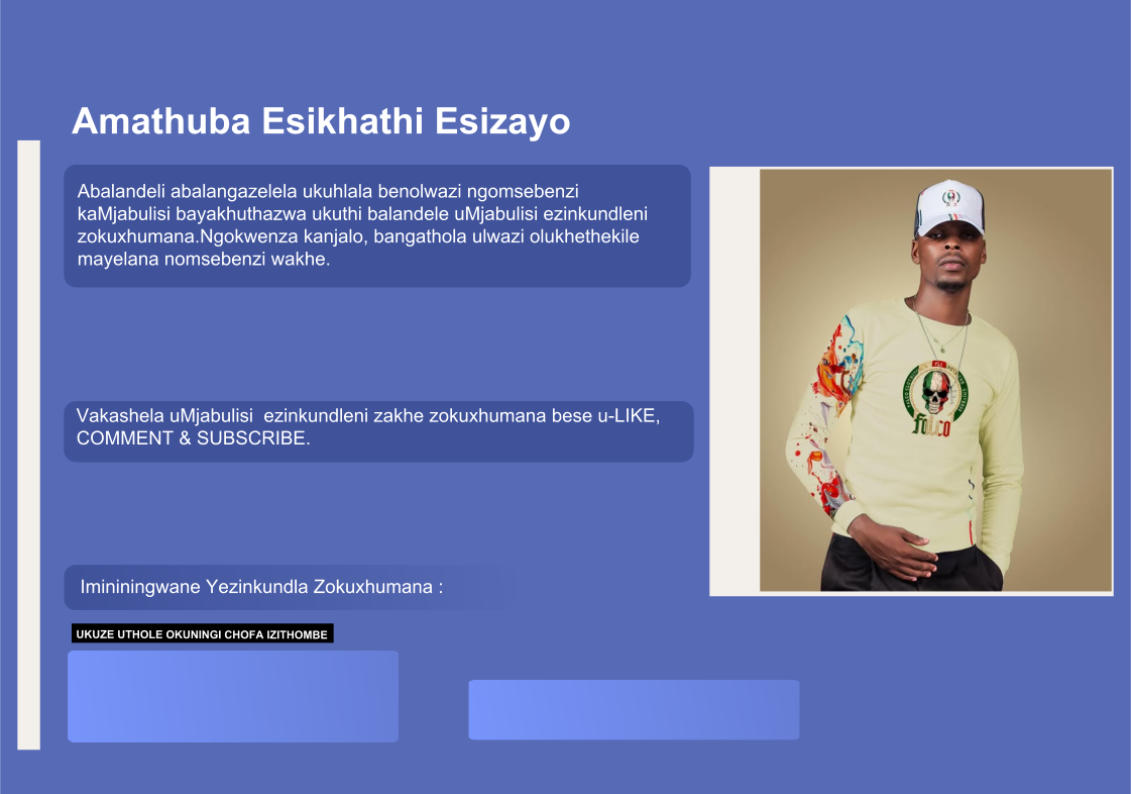 Amathuba Esikhathi Esizayo
Abalandeli abalangazelela ukuhlala benolwazi ngomsebenzi
kaMjabulisi bayakhuthazwa ukuthi balandele uMjabulisi ezinkundleni
zokuxhumana.Ngokwenza kanjalo, bangathola ulwazi olukhethekile
mayelana nomsebenzi wakhe.
Vakashela uMjabulisi  ezinkundleni zakhe zokuxhumana bese u-LIKE,
COMMENT & SUBSCRIBE.
Imininingwane Yezinkundla Zokuxhumana :
UKUZE UTHOLE OKUNINGI CHOFA IZITHOMBE